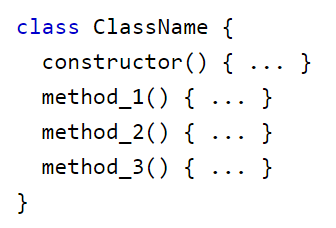 class ClassName {
  constructor() { ... }
  method_1() { ... }
  method_2() { ... }
  method_3() { ... }
}